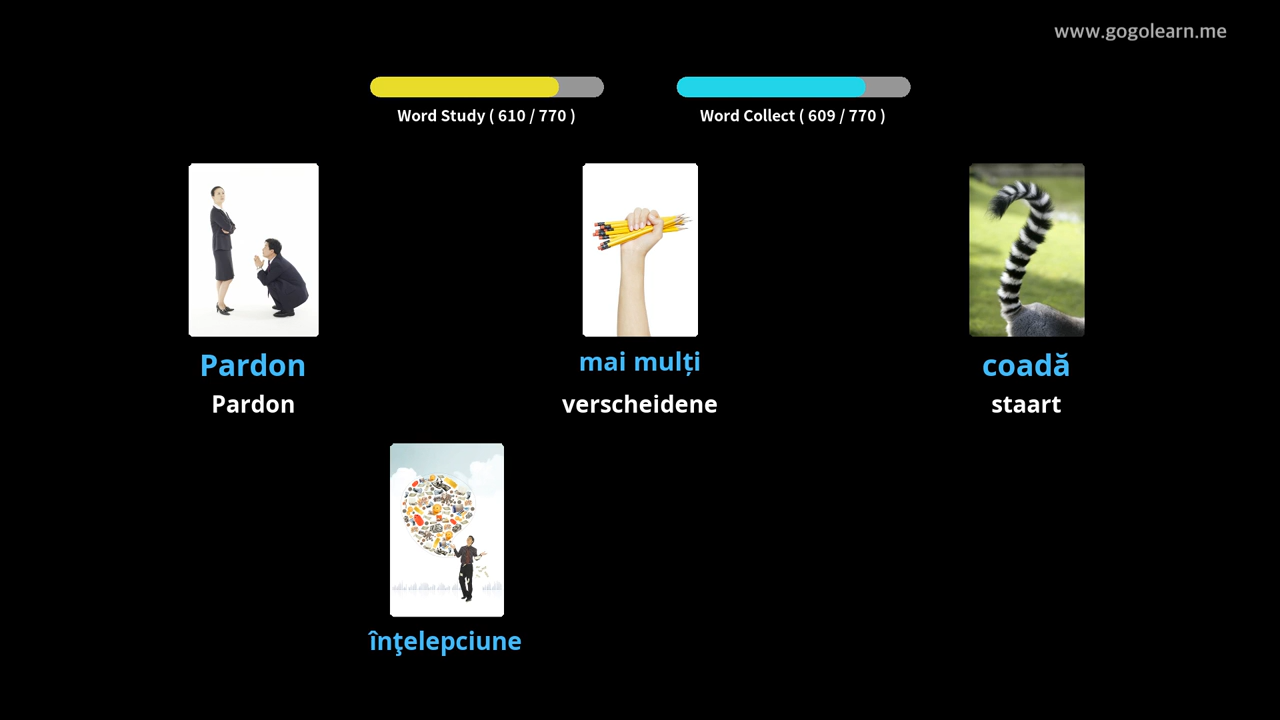 www.gogolearn.me
Word Study ( 610 / 770 )
Word Collect ( 609 / 770 )
Pardon
mai mulți
coadă
Pardon
verscheidene
staart
înţelepciune